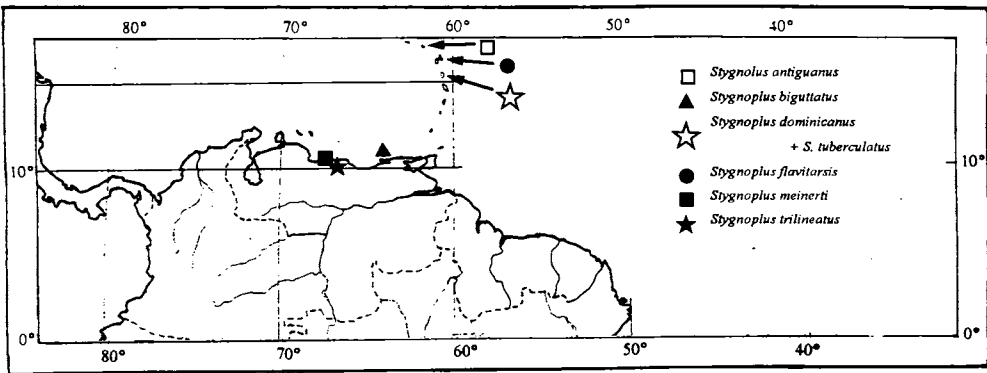 80° 70° 60° 50° 40°
Stygnolus antiguanus
Stygnoplus biguttatus
Stygnoplus dominicanus
+ S. tuberculatus
10° 10°
Stygnoplus flavitarsis
Stygnoplus meinerti
Stygnoplus trilineatus
0° 0°
80° 70° 60° 50° 40°